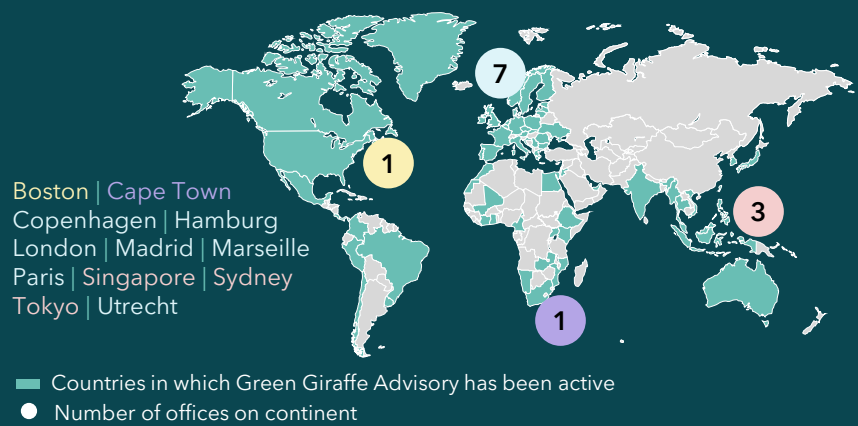 7
1
3
1
Boston | Cape Town
Copenhagen | Hamburg
London | Madrid | Marseille
Paris | Singapore | Sydney
Tokyo | Utrecht
Countries in which Green Giraffe Advisory has been active
Number of offices on continent